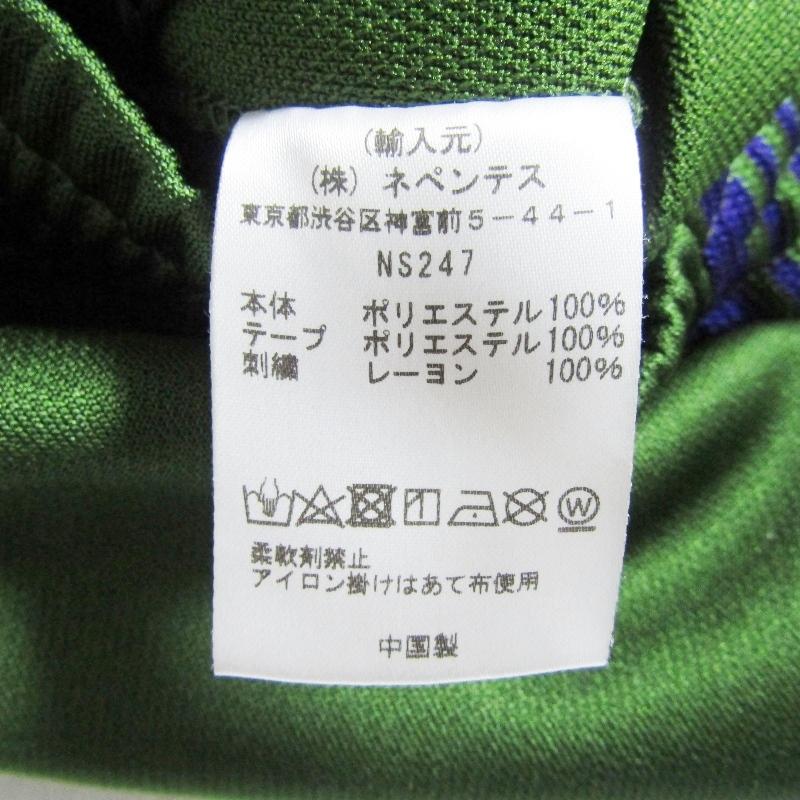 (輸入元)
(株) ネペンテス
東京都渋谷区神宮前5-44-1
NS247
本体 ポリエステル100%
テープ ポリエステル100%
刺繍 レーヨン 100%
W
柔軟剤禁止
アイロン掛けはあて布使用
中国製